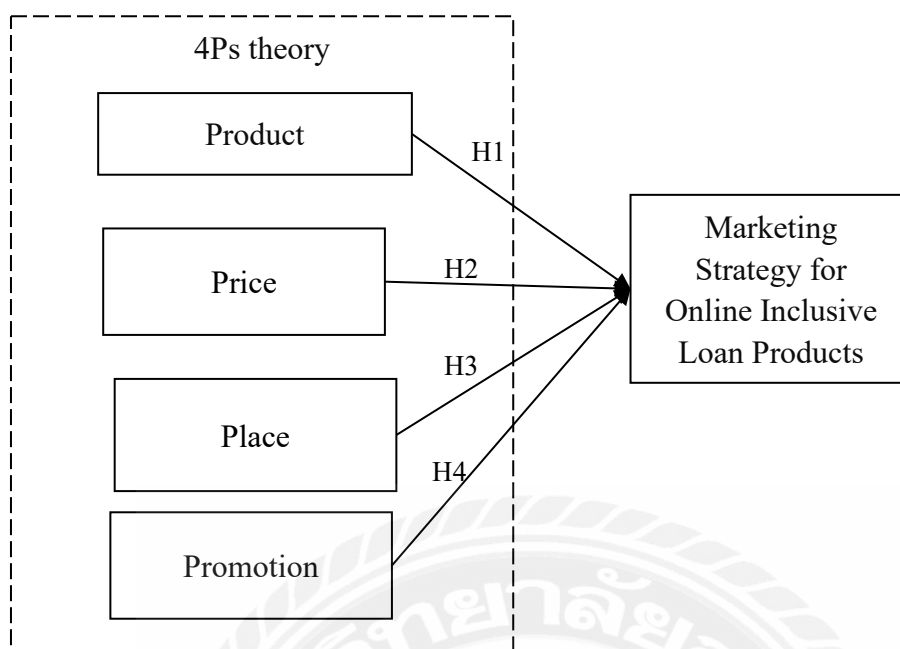 4Ps theory
Product
H1
Price
H2
Place
H3
Promotion
H4
Marketing
Strategy for
Online Inclusive
Loan Products